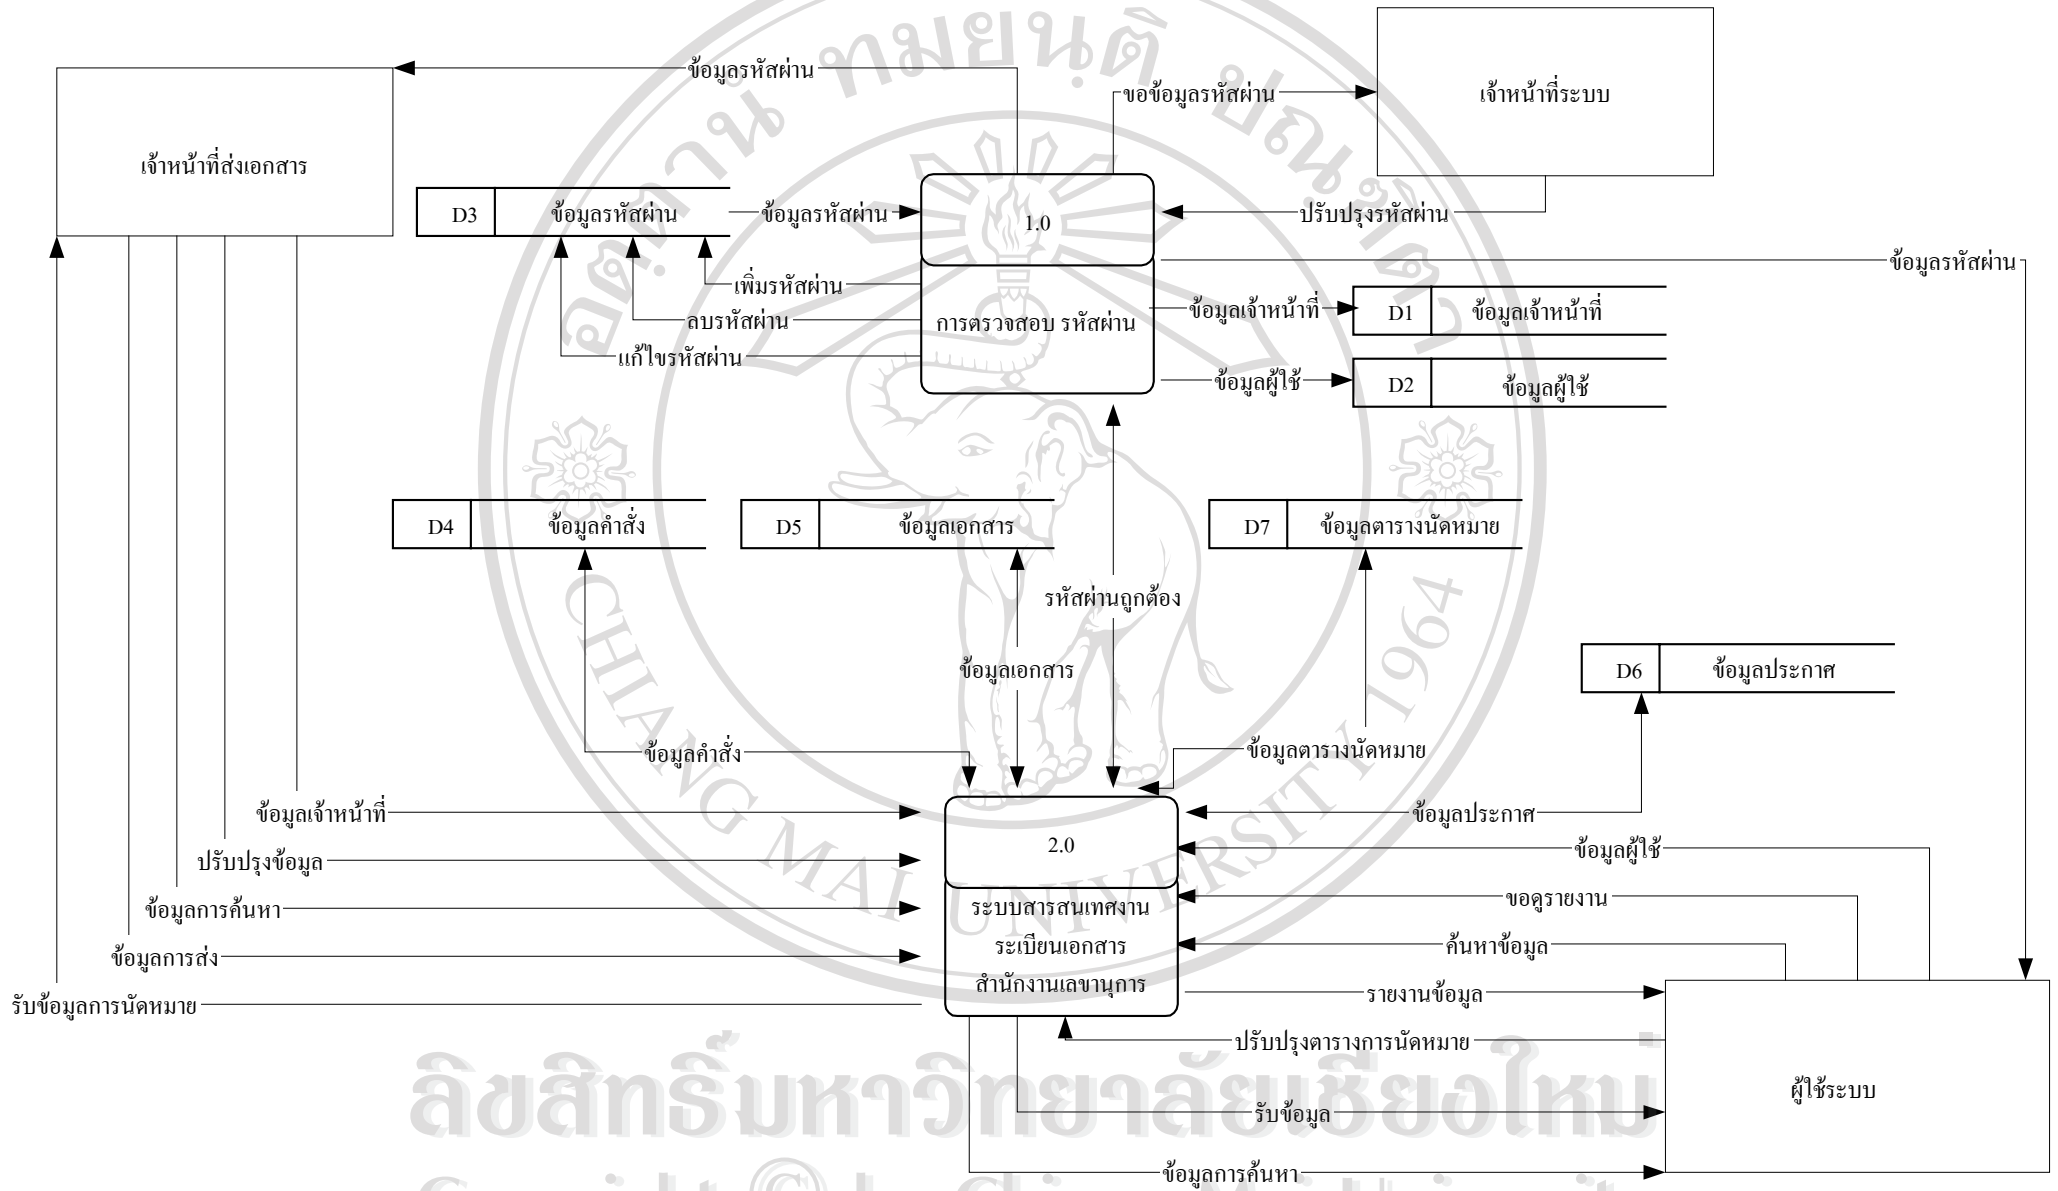 ข้อมูลรหัสผ่าน
ขอข้อมูลรหัสผ่าน
เจ้าหน้าที่ระบบ
เจ้าหน้าที่ส่งเอกสาร
D3 ข้อมูลรหัสผ่าน
ข้อมูลรหัสผ่าน
1.0
ปรับปรุงรหัสผ่าน
ข้อมูลรหัสผ่าน
เพิ่มรหัสผ่าน
ลบรหัสผ่าน
แก้ไขรหัสผ่าน
การตรวจสอบ รหัสผ่าน
ข้อมูลเจ้าหน้าที่
D1 ข้อมูลเจ้าหน้าที่
ข้อมูลผู้ใช้
D2 ข้อมูลผู้ใช้
D4 ข้อมูลคำสั่ง
D5 ข้อมูลเอกสาร
D7 ข้อมูลตารางนัดหมาย
รหัสผ่านถูกต้อง
ข้อมูลเอกสาร
D6 ข้อมูลประกาศ
ข้อมูลคำสั่ง
ข้อมูลตารางนัดหมาย
ข้อมูลเจ้าหน้าที่
ข้อมูลประกาศ
2.0
ข้อมูลผู้ใช้
ปรับปรุงข้อมูล
ข้อมูลการค้นหา
ระบบสารสนเทศงาน
ระเบียนเอกสาร
สำนักงานเลขานุการ
ขอดูรายงาน
ค้นหาข้อมูล
ข้อมูลการส่ง
รายงานข้อมูล
รับข้อมูลการนัดหมาย
ปรับปรุงตารางการนัดหมาย
ผู้ใช้ระบบ
รับข้อมูล
ข้อมูลการค้นหา
CHIANG MAI UNIVERSITY 1964
ลิขสิทธิ์มหาวิทยาลัยเชียงใหม่